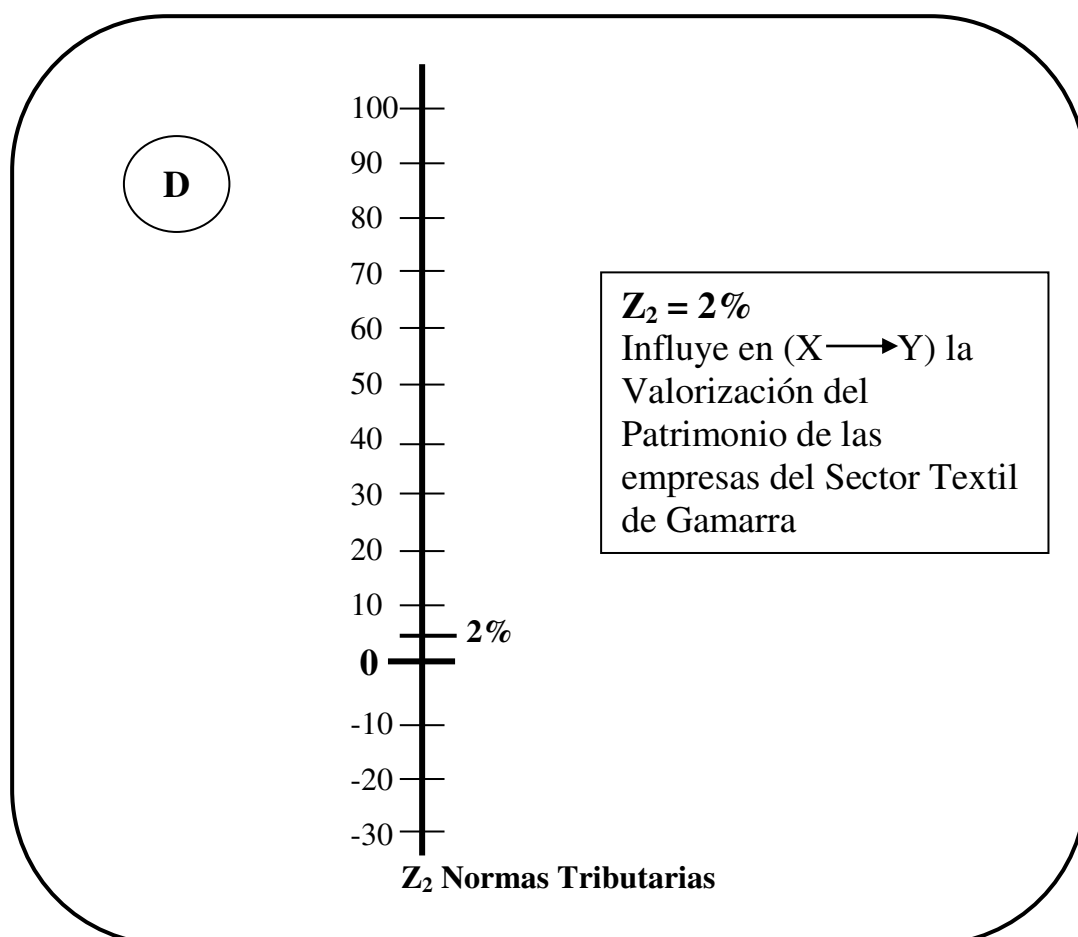 100
90
D
80
70
60
50
40
30
20
10
2%
0
-10
-20
-30
Z₂ Normas Tributarias
Z₂ = 2%
Influye en (X⟶Y) la
Valorización del
Patrimonio de las
empresas del Sector Textil
de Gamarra